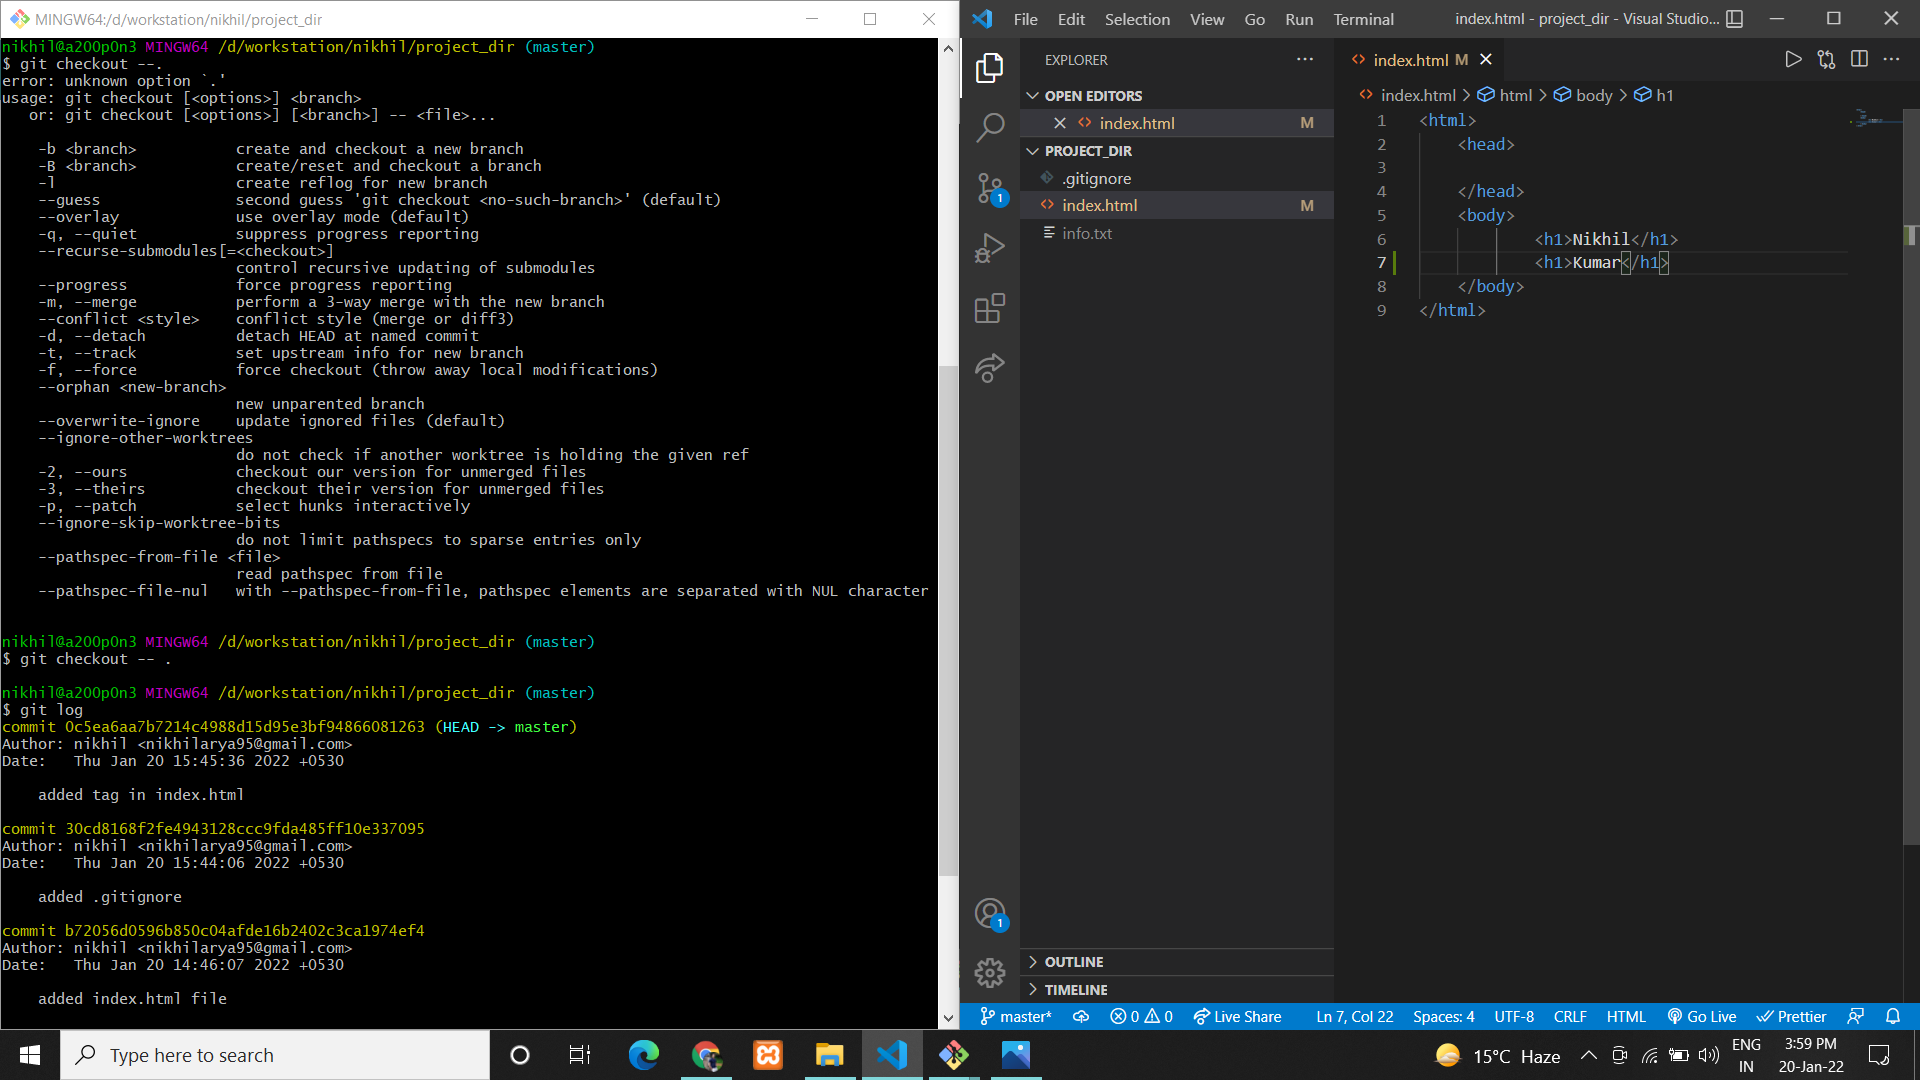 MINGW64:/d/workstation/nikhil/project_dir
nikhil@a200p0n3 MINGW64 /d/workstation/nikhil/project_dir (master)
$ git checkout --.
error: unknown option `.'
usage: git checkout [<options>] <branch>
   or: git checkout [<options>] [<branch>] -- <file>...
    -b <branch>           create and checkout a new branch
    -B <branch>           create/reset and checkout a branch
    -l                    create reflog for new branch
    --guess               second guess 'git checkout <no-such-branch>' (default)
    --overlay             use overlay mode (default)
    -q, --quiet           suppress progress reporting
    --recurse-submodules[=<checkout>]
                          control recursive updating of submodules
    --progress            force progress reporting
    -m, --merge           perform a 3-way merge with the new branch
    --conflict <style>    conflict style (merge or diff3)
    -d, --detach          detach HEAD at named commit
    -t, --track           set upstream info for new branch
    -f, --force           force checkout (throw away local modifications)
    --orphan <new-branch>
                          new unparented branch
    --overwrite-ignore    update ignored files (default)
    --ignore-other-worktrees
                          do not check if another worktree is holding the given ref
    -2, --ours            checkout our version for unmerged files
    -3, --theirs          checkout their version for unmerged files
    -p, --patch           select hunks interactively
    --ignore-skip-worktree-bits
                          do not limit pathspecs to sparse entries only
    --pathspec-from-file <file>
                          read pathspec from file
    --pathspec-file-nul   with --pathspec-from-file, pathspec elements are separated with NUL character
nikhil@a200p0n3 MINGW64 /d/workstation/nikhil/project_dir (master)
$ git checkout -- .
nikhil@a200p0n3 MINGW64 /d/workstation/nikhil/project_dir (master)
$ git log
commit 0c5ea6aa7b7214c4988d15d95e3bf94866081263 (HEAD -> master)
Author: nikhil <nikhilarya95@gmail.com>
Date:   Thu Jan 20 15:45:36 2022 +0530
    added tag in index.html
commit 30cd8168f2fe4943128ccc9fda485ff10e337095
Author: nikhil <nikhilarya95@gmail.com>
Date:   Thu Jan 20 15:44:06 2022 +0530
    added .gitignore
commit b72056d0596b850c04afde16b2402c3ca1974ef4
Author: nikhil <nikhilarya95@gmail.com>
Date:   Thu Jan 20 14:46:07 2022 +0530
    added index.html file
File Edit Selection View Go Run Terminal index.html - project_dir - Visual Studio...
EXPLORER ...
OPEN EDITORS
index.html M
PROJECT_DIR
.gitignore
index.html M
info.txt
1
1
OUTLINE
TIMELINE
index.html M
index.html > html > body > h1
1 <html>
2     <head>
3
4     </head>
5     <body>
6             <h1>Nikhil</h1>
7             <h1>Kumar</h1>
8     </body>
9 </html>
master* 0 0 Live Share Ln 7, Col 22 Spaces: 4 UTF-8 CRLF HTML Go Live Prettier
Type here to search
15°C Haze
ENG
IN
3:59 PM
20-Jan-22